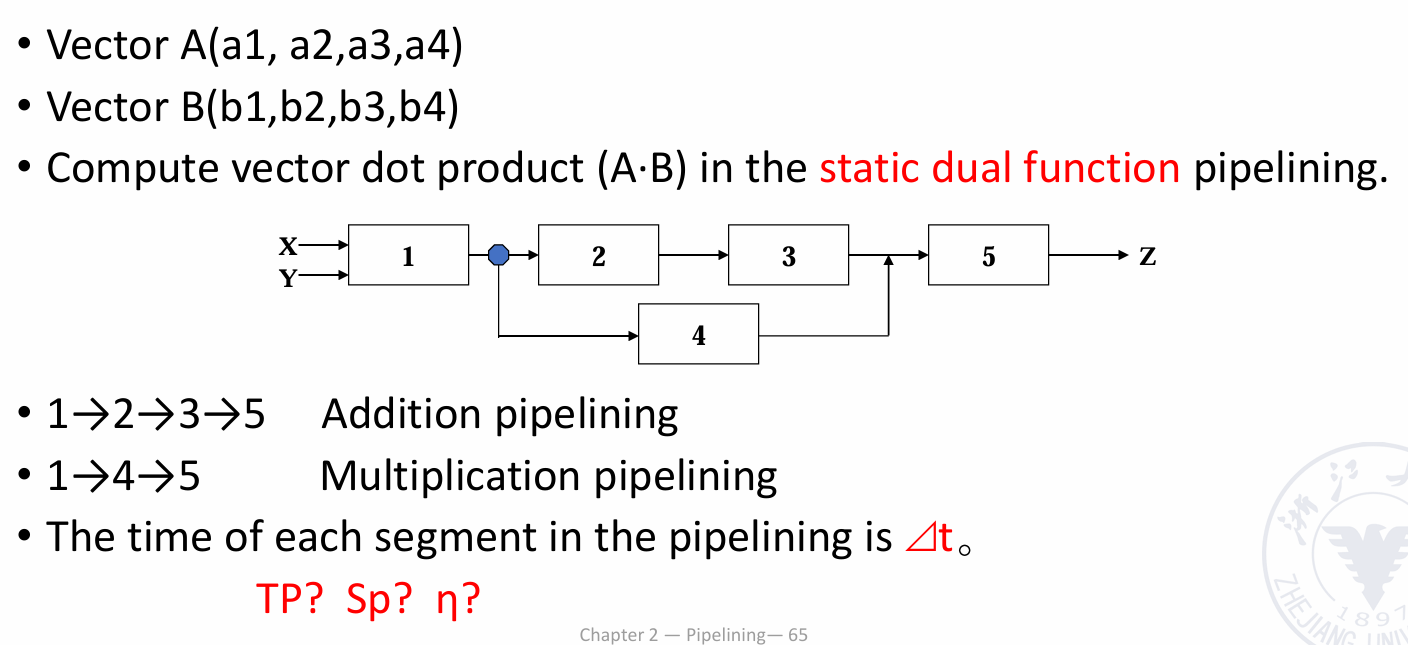 • Vector A(a1, a2,a3,a4)
• Vector B(b1,b2,b3,b4)
• Compute vector dot product (A·B) in the static dual function pipelining.
X
Y
1
2
3
5
Z
4
• 1→2→3→5 Addition pipelining
• 1→4→5 Multiplication pipelining
• The time of each segment in the pipelining is ⊿t。
TP? Sp? η?
Chapter 2 — Pipelining— 65
ZHEJIANG UNIV
1897